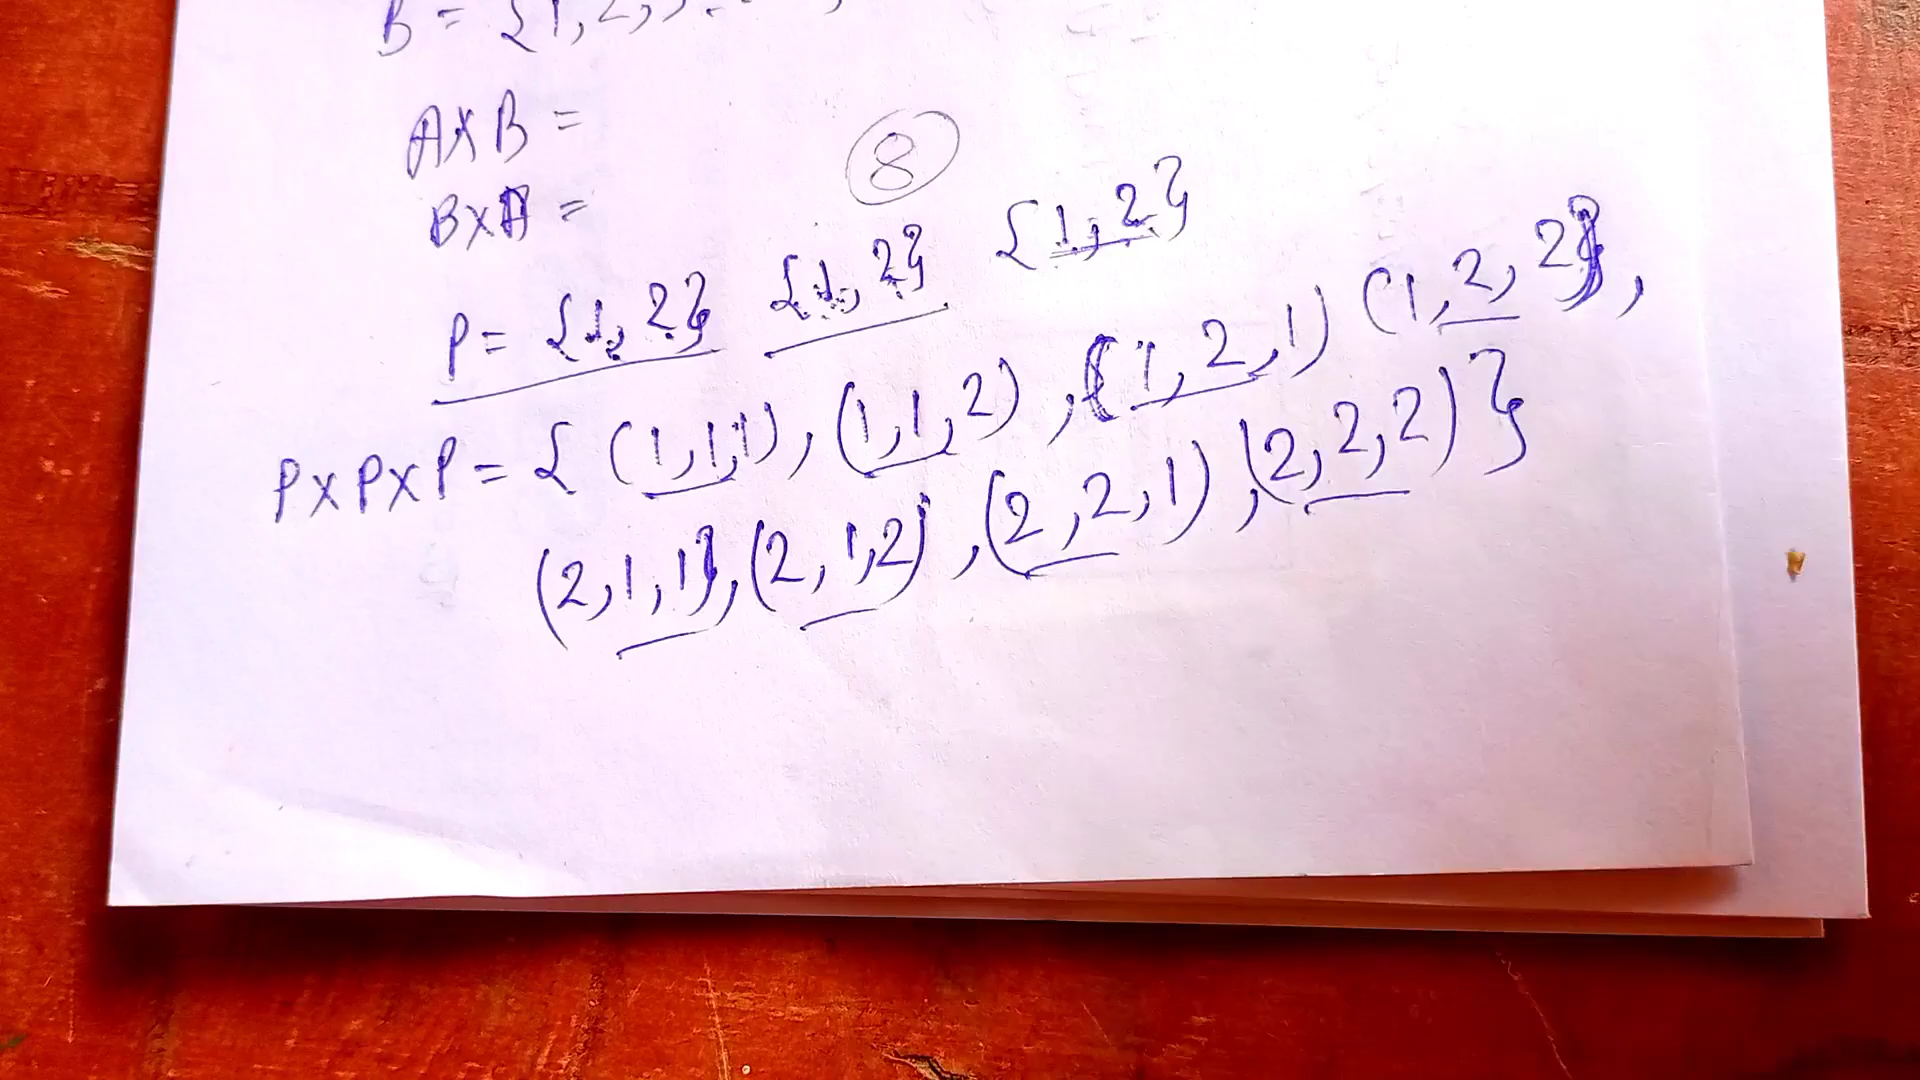 B = {1, 2,
A X B =
B X A =
8
P = {1, 2} {1, 2} {1, 2}
P X P X P = { (1,1,1), (1,1,2), (1,2,1) (1,2,2),
(2,1,1), (2,1,2), (2,2,1), (2,2,2) }